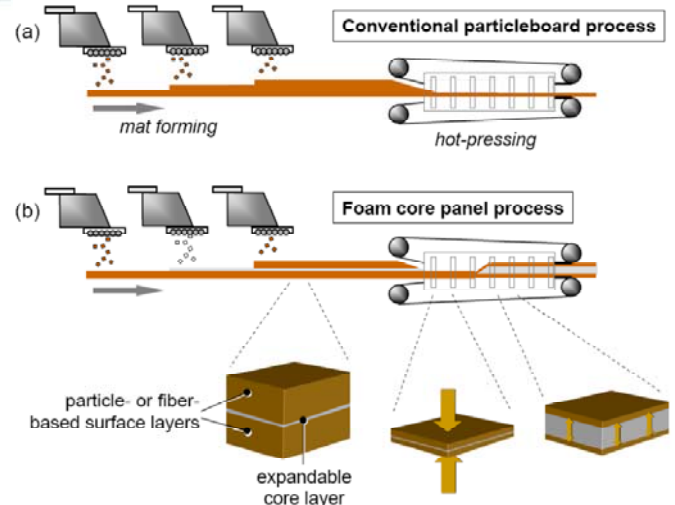 (a)
Conventional particleboard process
mat forming
hot-pressing
(b)
Foam core panel process
particle- or fiber-
based surface layers
expandable
core layer